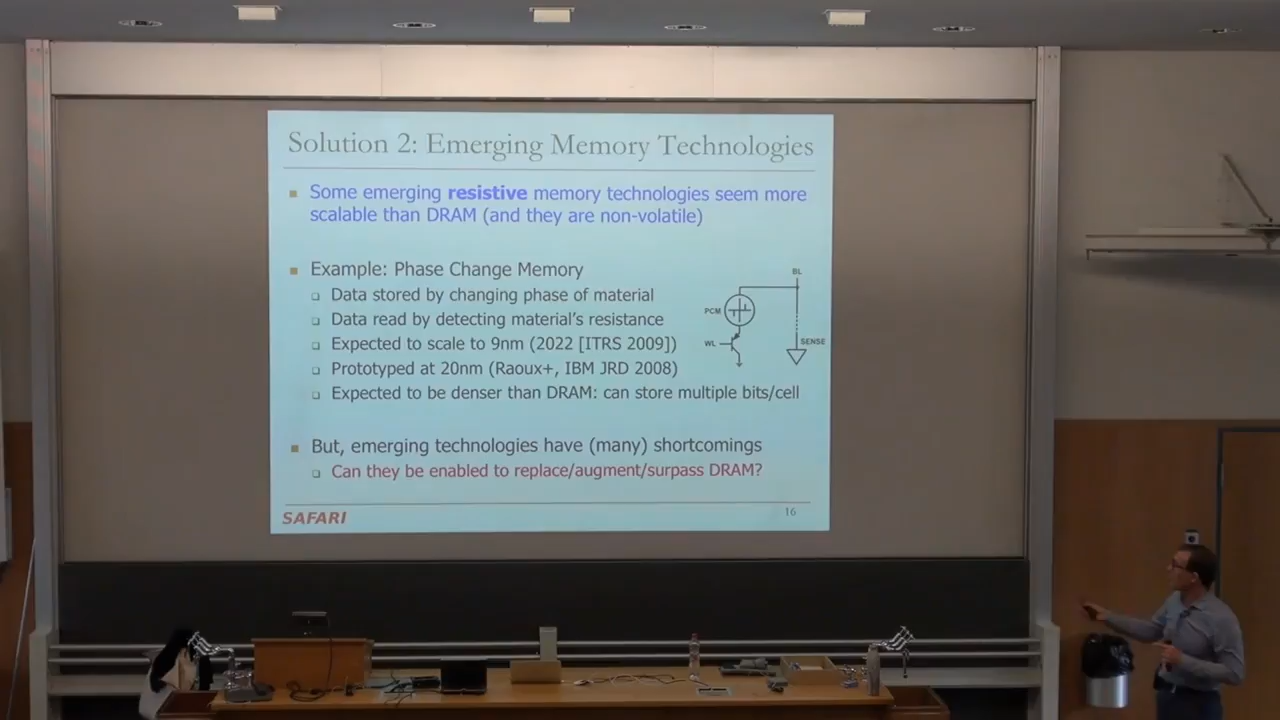 Solution 2: Emerging Memory Technologies
Some emerging resistive memory technologies seem more
scalable than DRAM (and they are non-volatile)
Example: Phase Change Memory
Data stored by changing phase of material
Data read by detecting material's resistance
Expected to scale to 9nm (2022 [ITRS 2009])
Prototyped at 20nm (Raoux+, IBM JRD 2008)
Expected to be denser than DRAM: can store multiple bits/cell
BL
PCM
WL
SENSE
But, emerging technologies have (many) shortcomings
Can they be enabled to replace/augment/surpass DRAM?
SAFARI
16